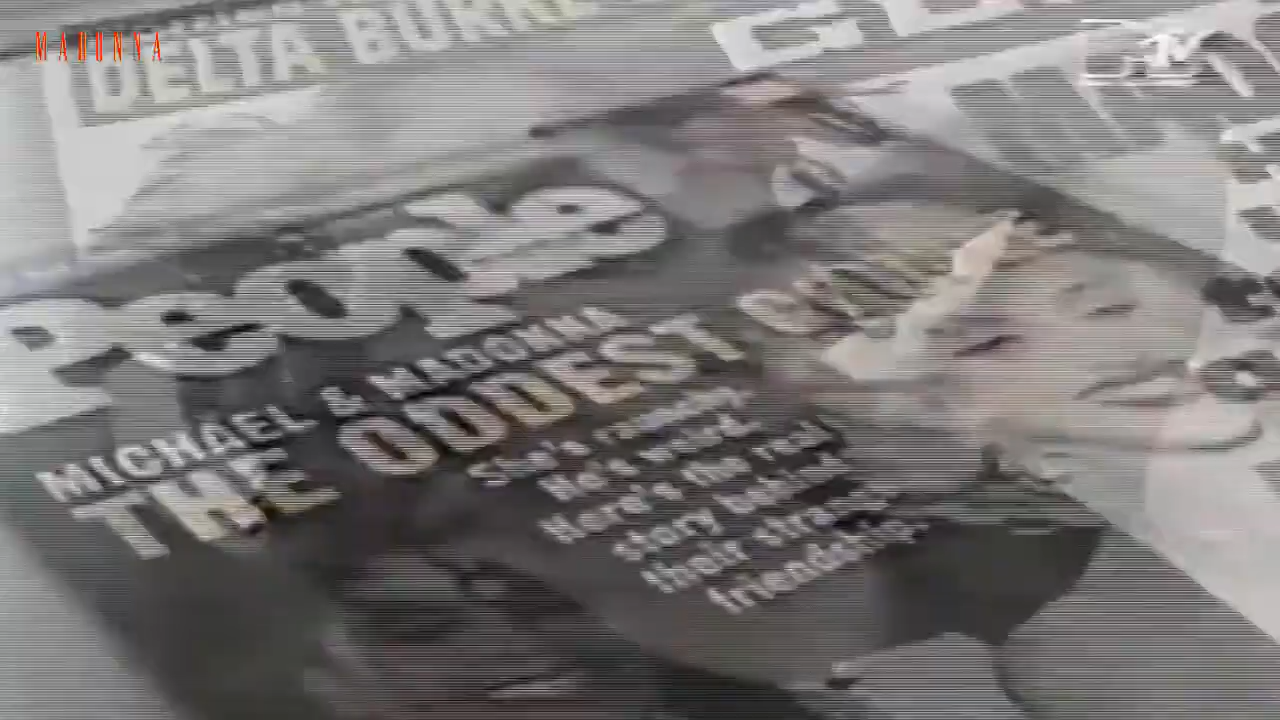 MADONNA
DELTA BURKE
MTV
People
MICHAEL & MADONNA
THE ODDEST
She's raunchy.
He's weird.
Here's the real
story behind
their strange
friendship.